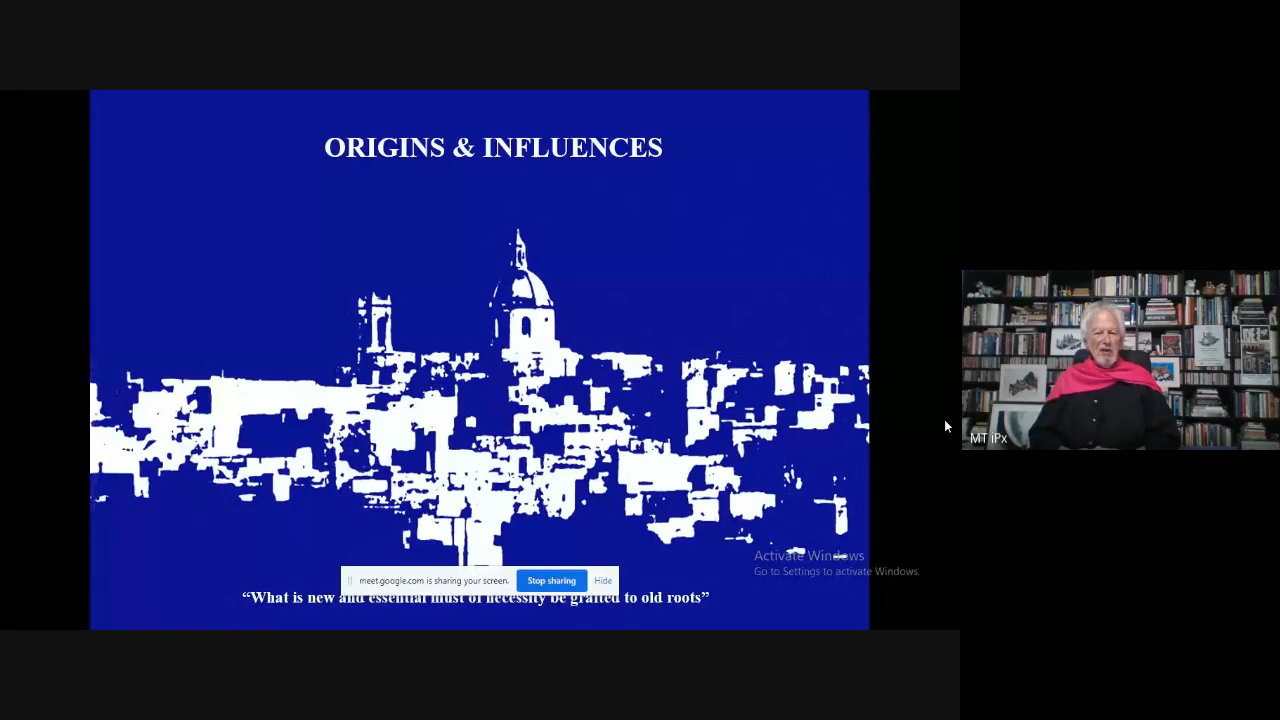 ORIGINS & INFLUENCES
MT iPx
Activate Windows
Go to Settings to activate Windows.
meet.google.com is sharing your screen.
Stop sharing
Hide
“What is new and essential must of necessity be grafted to old roots”